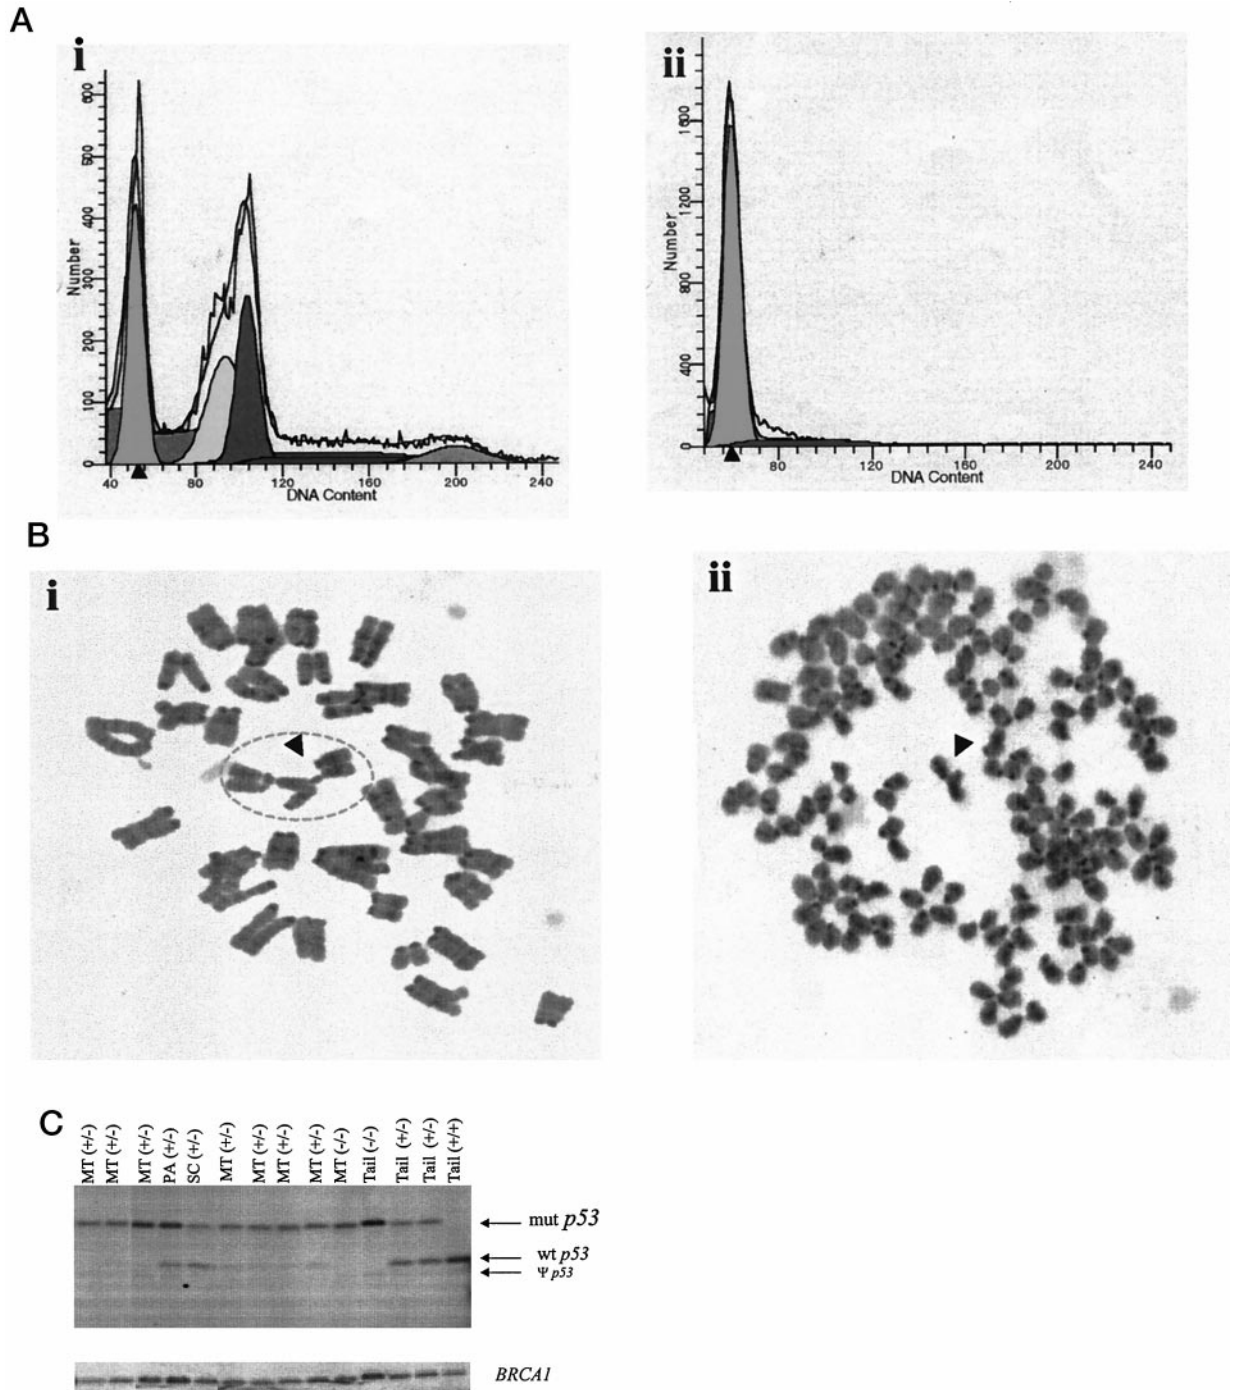 A
i
ii
Number
600
500
400
300
200
100
0
40 80 120 160 200 240
DNA Content
Number
1600
1200
800
400
0
80 120 160 200 240
DNA Content
B
i
ii
C
MT (+/-)
MT (+/-)
MT (+/-)
PA (+/-)
SC (+/-)
MT (+/-)
MT (+/-)
MT (+/-)
MT (+/-)
MT (-/-)
Tail (-/-)
Tail (+/-)
Tail (+/-)
Tail (+/+)
mut p53
wt p53
Ψ p53
BRCA1